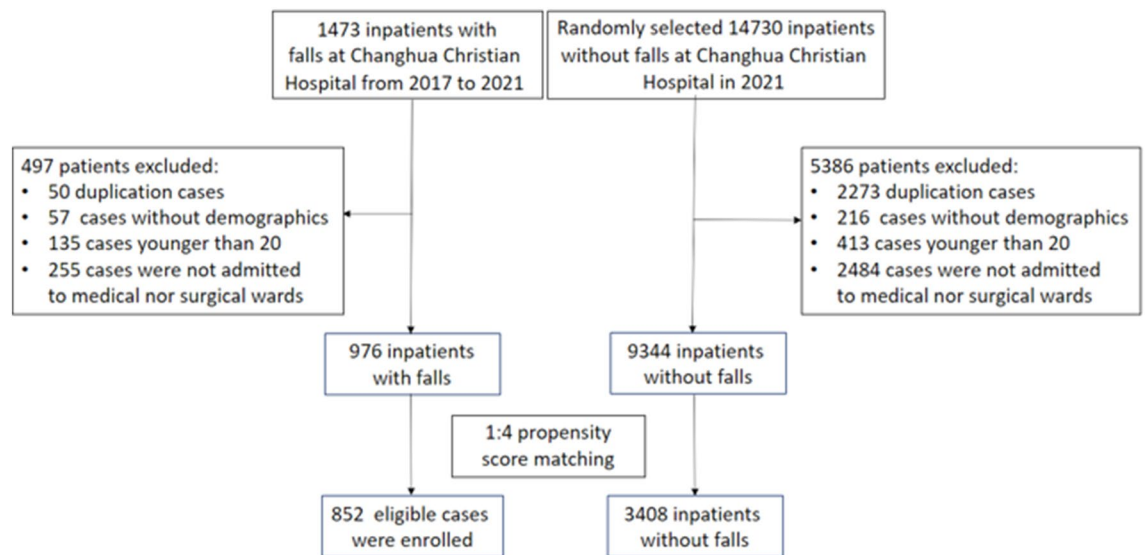 1473 inpatients with
falls at Changhua Christian
Hospital from 2017 to 2021
Randomly selected 14730 inpatients
without falls at Changhua Christian
Hospital in 2021
497 patients excluded:
• 50 duplication cases
• 57 cases without demographics
• 135 cases younger than 20
• 255 cases were not admitted
to medical nor surgical wards
5386 patients excluded:
• 2273 duplication cases
• 216 cases without demographics
• 413 cases younger than 20
• 2484 cases were not admitted
to medical nor surgical wards
976 inpatients
with falls
9344 inpatients
without falls
1:4 propensity
score matching
852 eligible cases
were enrolled
3408 inpatients
without falls